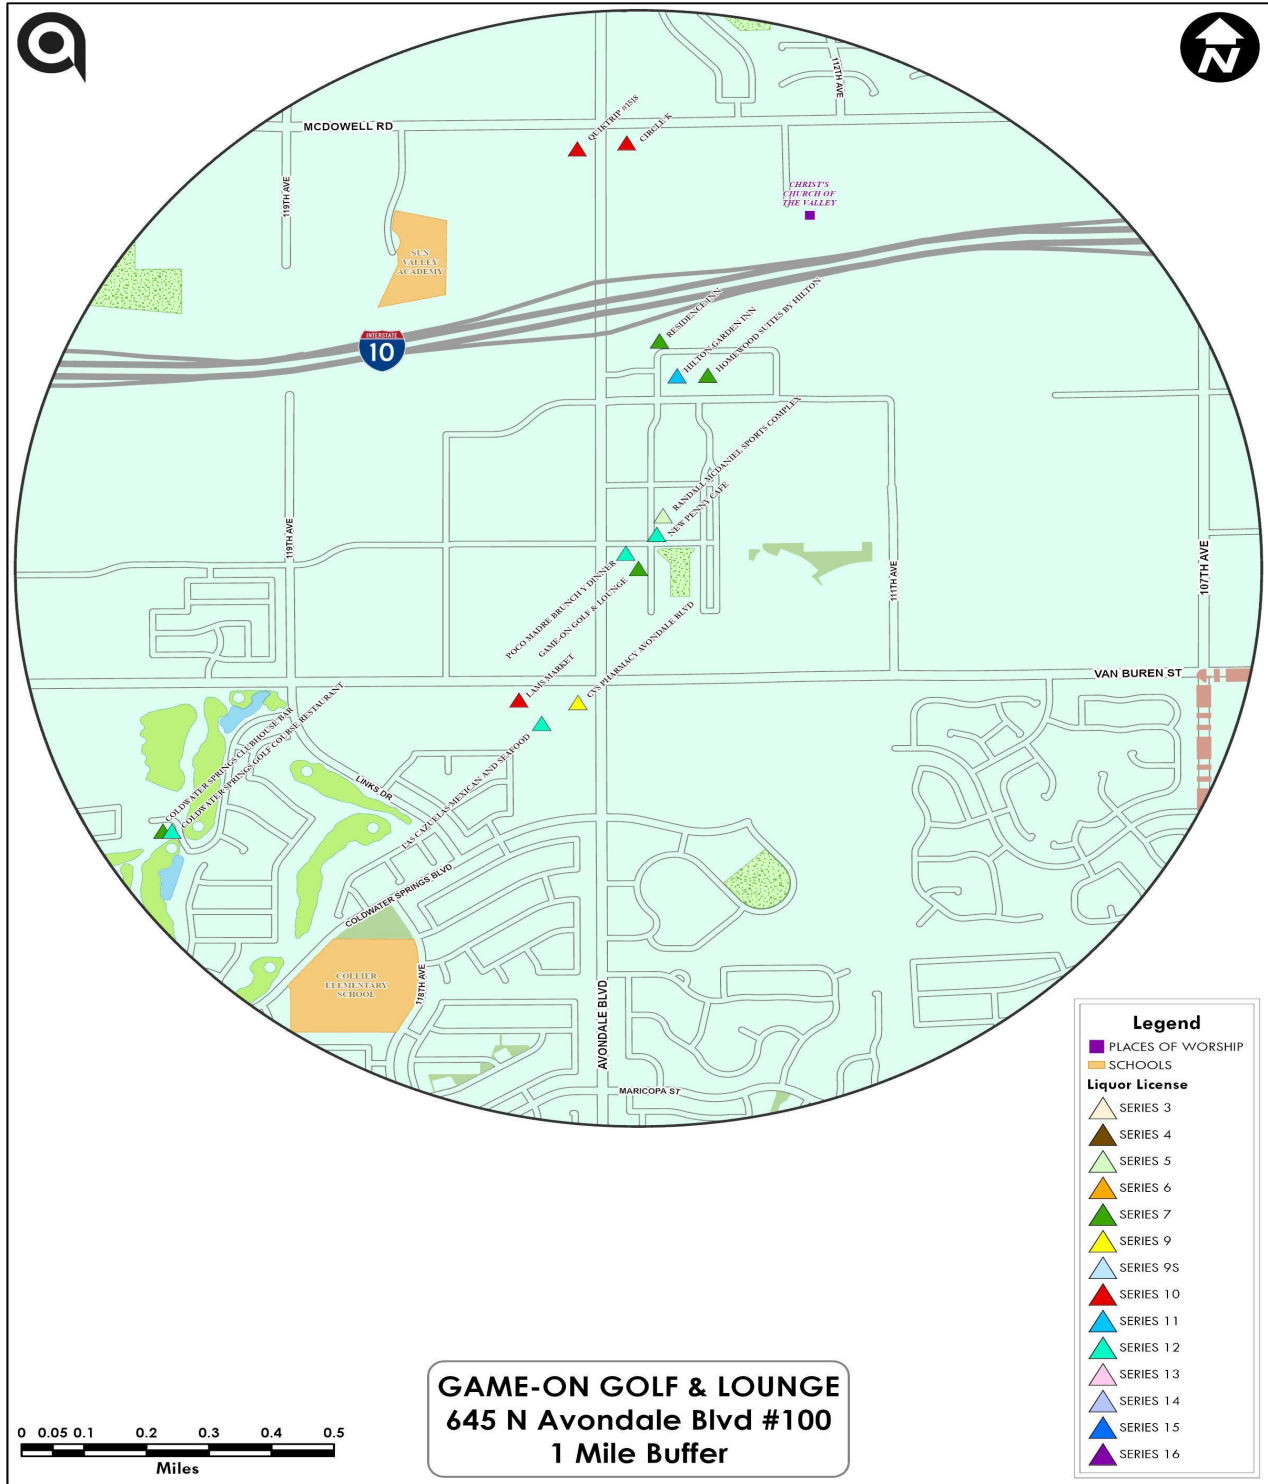 N
MCDOWELL RD
119TH AVE
112TH AVE
QUIKTRIP #1518
CIRCLE K
CHRIST'S
CHURCH OF
THE VALLEY
SUN
VALLEY
ACADEMY
INTERSTATE
10
RESIDENCE INN
HILTON GARDEN INN
HOMEWOOD SUITES BY HILTON
RANDALL MCDANIEL SPORTS COMPLEX
NEW PENNY CAFE
119TH AVE
111TH AVE
107TH AVE
POCO MADRE BRUNCH Y DINNER
GAME-ON GOLF & LOUNGE
CVS PHARMACY AVONDALE BLVD
LAMS MARKET
VAN BUREN ST
COLDWATER SPRINGS CLUBHOUSE BAR
COLDWATER SPRINGS GOLF COURSE RESTAURANT
LINKS DR
LAS CAZUELAS MEXICAN AND SEAFOOD
COLDWATER SPRINGS BLVD
COLLIER
ELEMENTARY
SCHOOL
118TH AVE
AVONDALE BLVD
MARICOPA ST
Legend
PLACES OF WORSHIP
SCHOOLS
Liquor License
SERIES 3
SERIES 4
SERIES 5
SERIES 6
SERIES 7
SERIES 9
SERIES 9S
SERIES 10
SERIES 11
SERIES 12
SERIES 13
SERIES 14
SERIES 15
SERIES 16
GAME-ON GOLF & LOUNGE
645 N Avondale Blvd #100
1 Mile Buffer
0 0.05 0.1 0.2 0.3 0.4 0.5
Miles